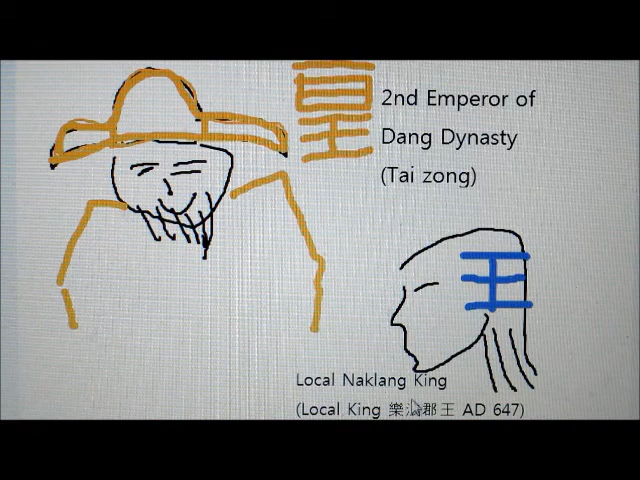 皇
2nd Emperor of
Dang Dynasty
(Tai zong)
王
Local Naklang King
(Local King 樂 郡王 AD 647)